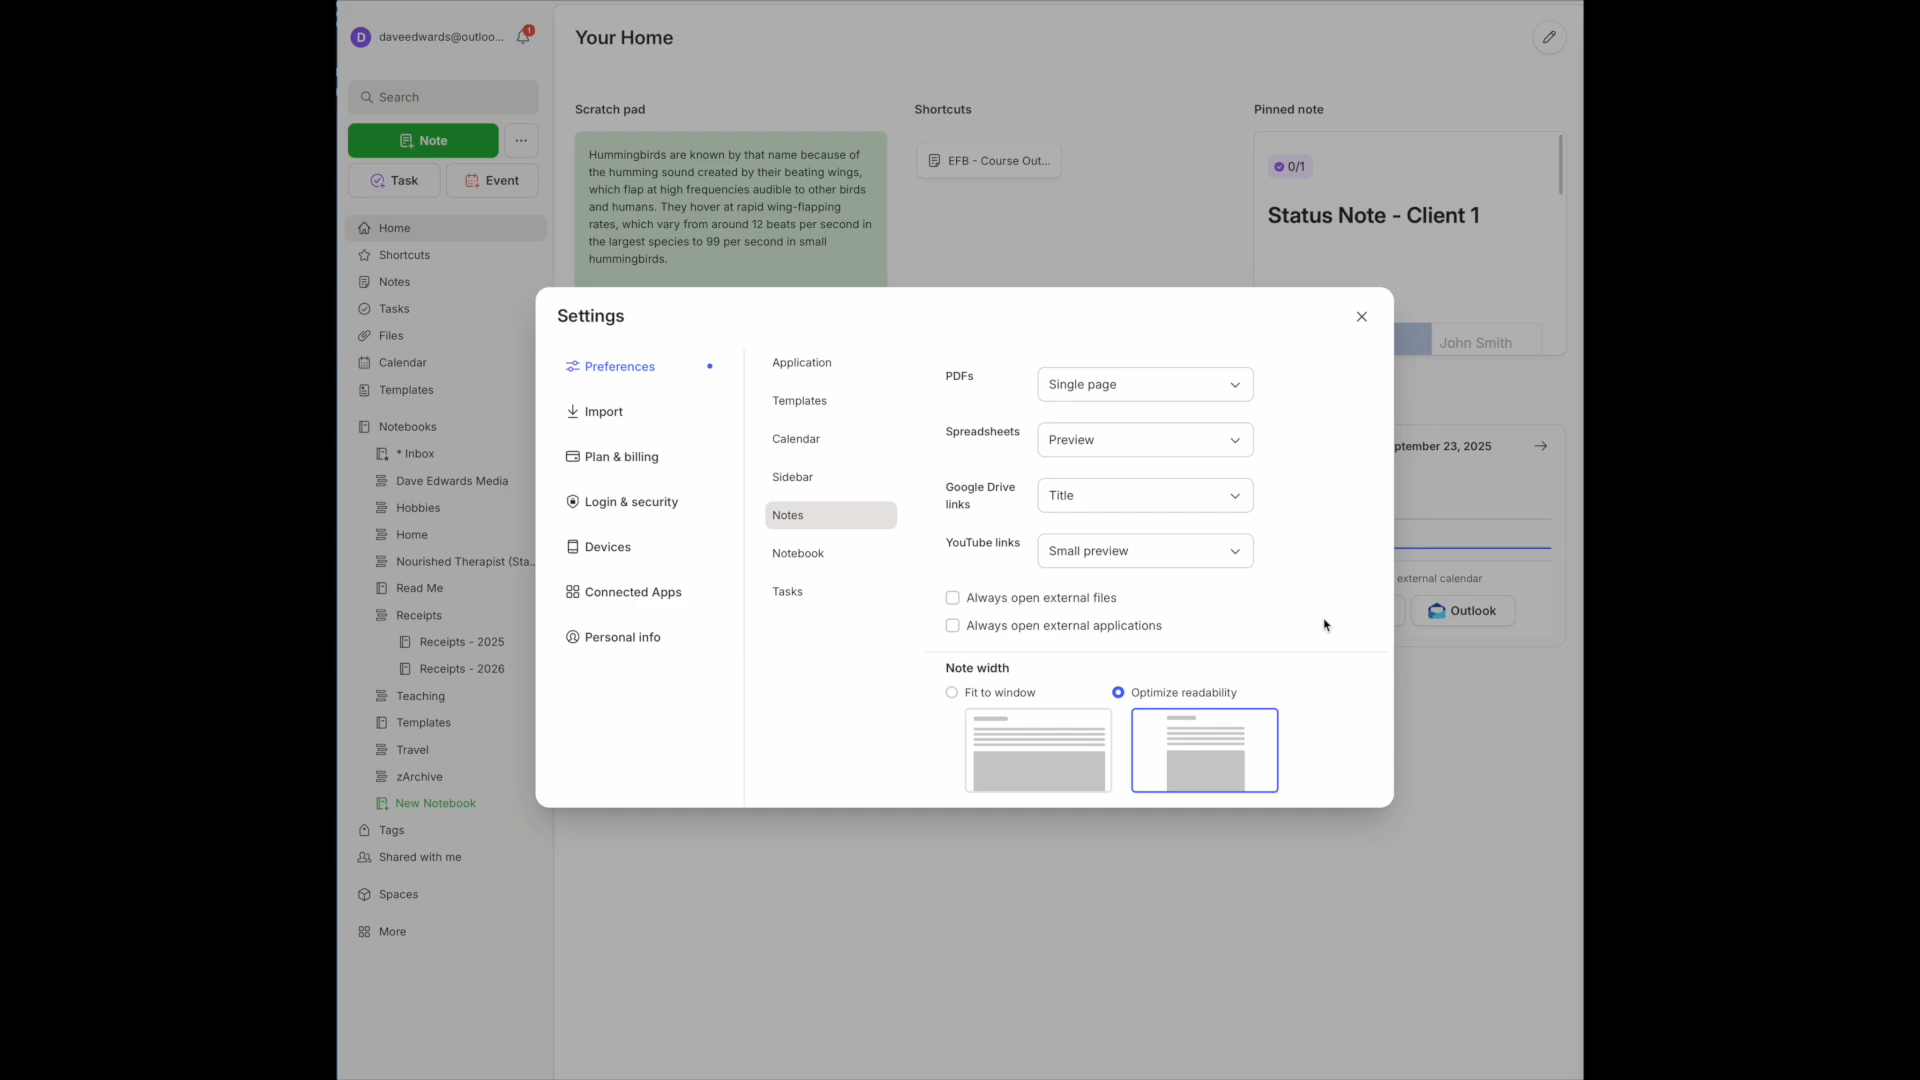 D daveedwards@outloo... 1
Search
Note
...
Task
Event
Home
Shortcuts
Notes
Tasks
Files
Calendar
Templates
Notebooks
* Inbox
Dave Edwards Media
Hobbies
Home
Nourished Therapist (Sta...
Read Me
Receipts
Receipts - 2025
Receipts - 2026
Teaching
Templates
Travel
zArchive
New Notebook
Tags
Shared with me
Spaces
More
Your Home
Scratch pad
Hummingbirds are known by that name because of
the humming sound created by their beating wings,
which flap at high frequencies audible to other birds
and humans. They hover at rapid wing-flapping
rates, which vary from around 12 beats per second in
the largest species to 99 per second in small
hummingbirds.
Shortcuts
EFB - Course Out...
Pinned note
0/1
Status Note - Client 1
John Smith
ptember 23, 2025
external calendar
Outlook
Settings
Preferences
Import
Plan & billing
Login & security
Devices
Connected Apps
Personal info
Application
Templates
Calendar
Sidebar
Notes
Notebook
Tasks
PDFs
Single page
Spreadsheets
Preview
Google Drive
links
Title
YouTube links
Small preview
Always open external files
Always open external applications
Note width
Fit to window
Optimize readability